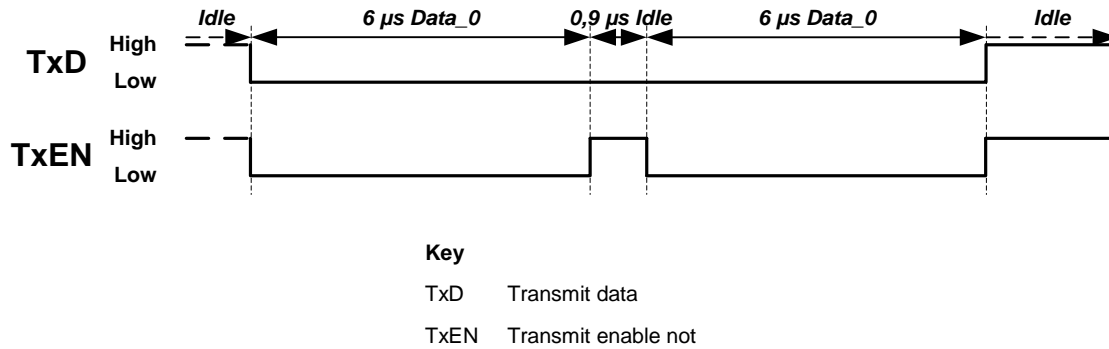 Idle 6 µs Data_0 0,9 µs Idle 6 µs Data_0 Idle
High
TxD
Low
High
TxEN
Low
Key
TxD Transmit data
TxEN Transmit enable not